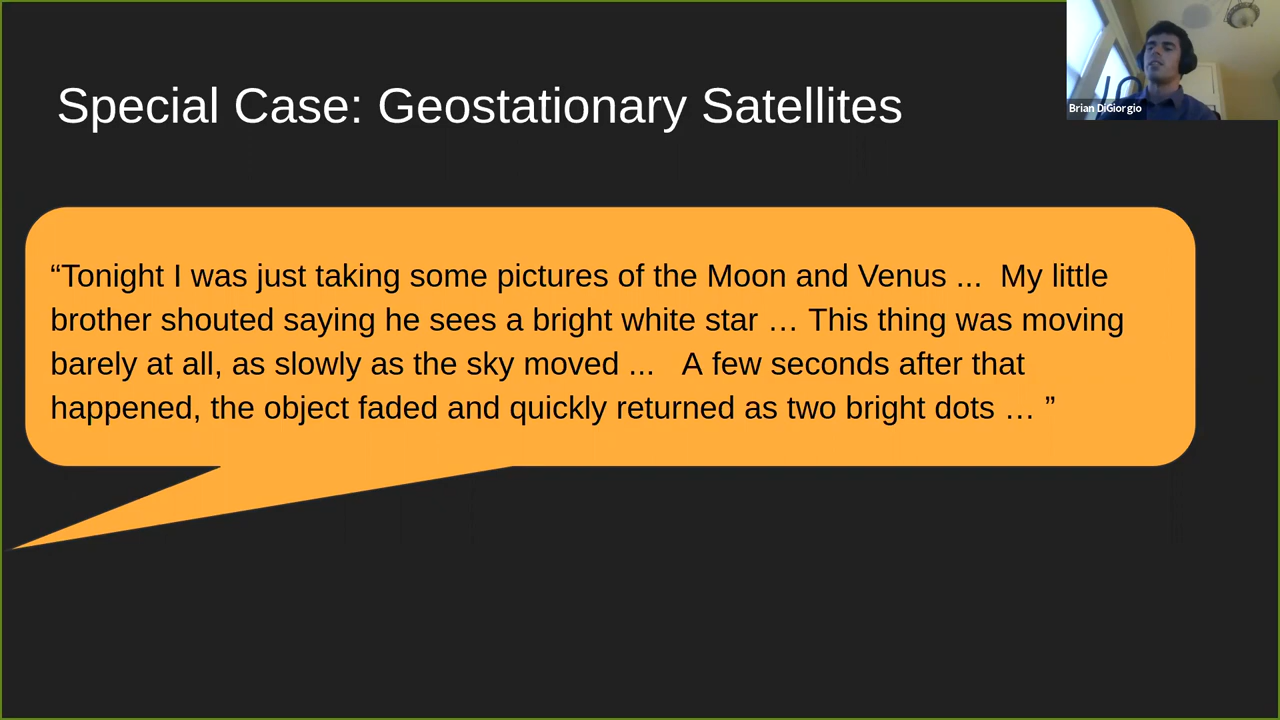 Special Case: Geostationary Satellites
Brian DiGiorgio
“Tonight I was just taking some pictures of the Moon and Venus ...  My little
brother shouted saying he sees a bright white star … This thing was moving
barely at all, as slowly as the sky moved ...   A few seconds after that
happened, the object faded and quickly returned as two bright dots … ”